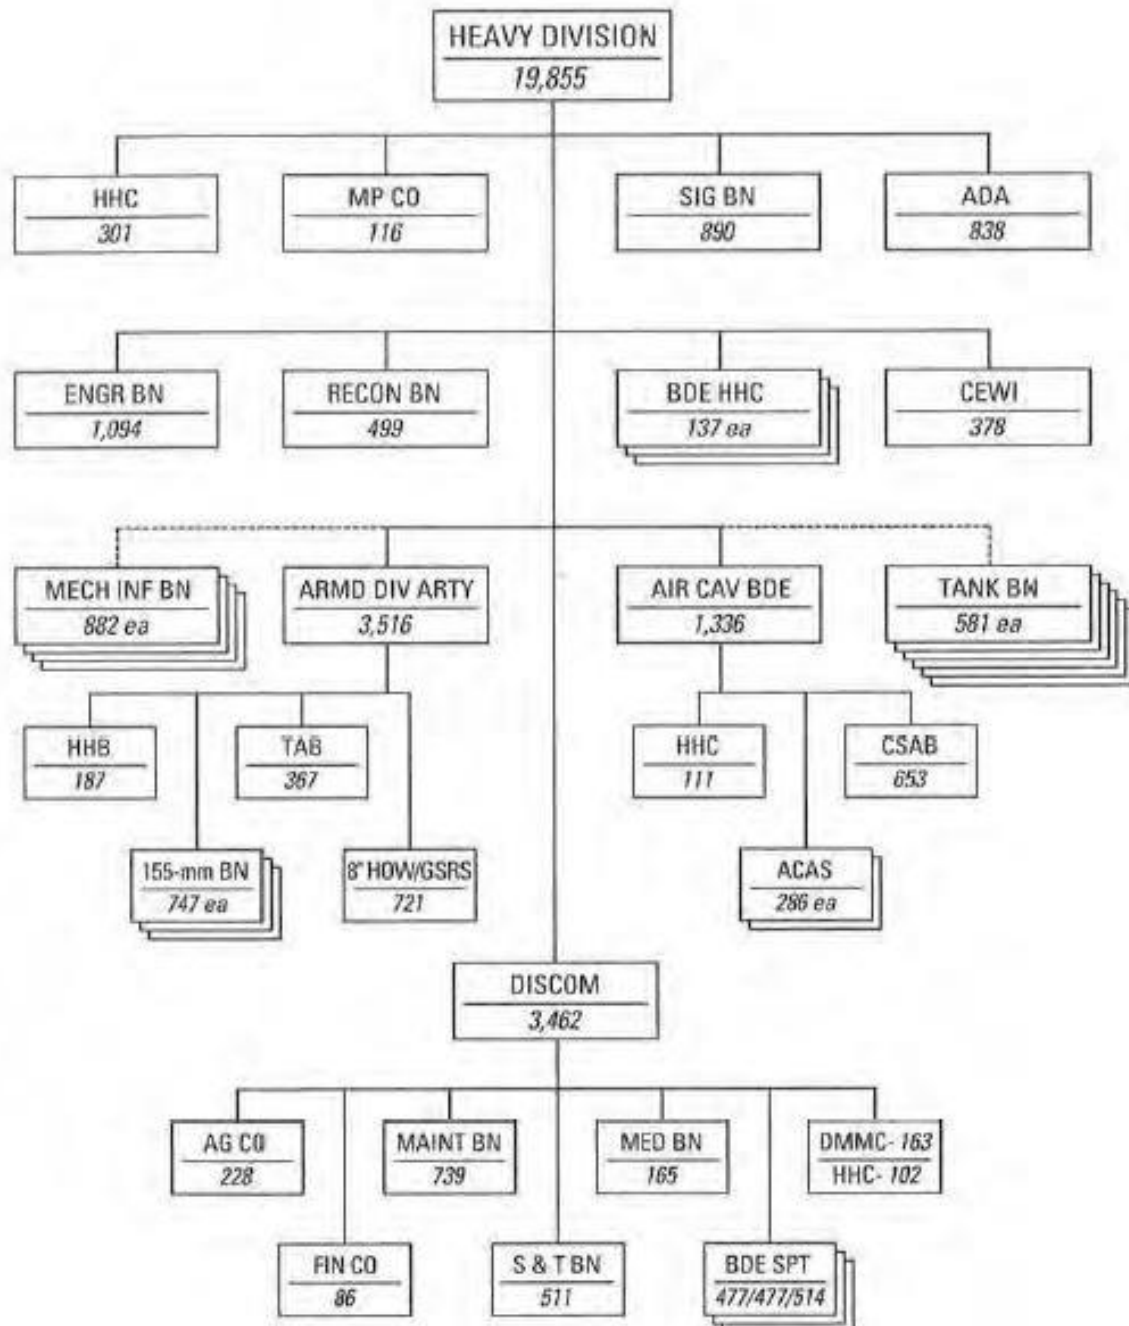 HEAVY DIVISION
19,855
HHC
301
MP CO
116
SIG BN
890
ADA
838
ENGR BN
1,094
RECON BN
499
BDE HHC
137 ea
CEWI
378
MECH INF BN
882 ea
ARMD DIV ARTY
3,516
AIR CAV BDE
1,336
TANK BN
581 ea
HHB
187
TAB
367
HHC
111
CSAB
653
155-mm BN
747 ea
8" HOW/GSRS
721
ACAS
286 ea
DISCOM
3,462
AG CO
228
MAINT BN
739
MED BN
165
DMMC- 163
HHC- 102
FIN CO
86
S & T BN
511
BDE SPT
477/477/514